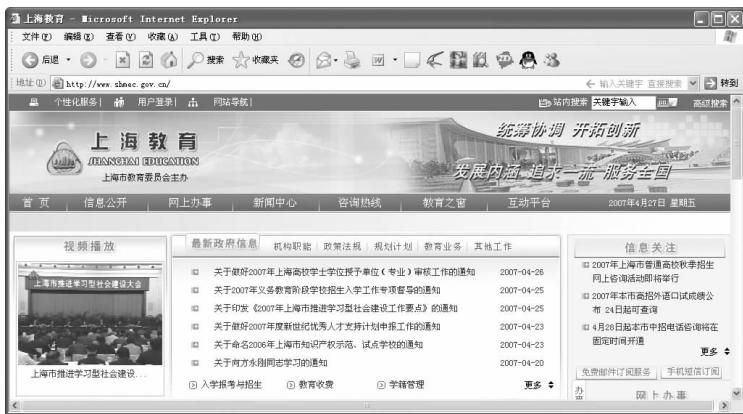 上海教育 - Microsoft Internet Explorer
文件(F) 编辑(E) 查看(V) 收藏(A) 工具(T) 帮助(H)
后退 搜索 收藏夹
地址(D) http://www.shmec.gov.cn/ 输入关键字 直接搜索 转到
个性化服务| 用户登录| 网站导航| 站内搜索 关键字输入 高级搜索
上海教育
SHANGHAI EDUCATION
上海市教育委员会主办
统筹协调 开拓创新
发展内涵 追求一流 服务全国
首 页 信息公开 网上办事 新闻中心 咨询热线 教育之窗 互动平台 2007年4月27日 星期五
视频播放
上海市推进学习型社会建设大会
上海市推进学习型社会建设...
最新政府信息 机构职能 | 政策法规 | 规划计划 | 教育业务 | 其他工作
关于做好2007年上海高校学士学位授予单位(专业)审核工作的通知 2007-04-26
关于2007年义务教育阶段学校招生入学工作专项督导的通知 2007-04-25
关于印发《2007年上海市推进学习型社会建设工作要点》的通知 2007-04-25
关于做好2007年度新世纪优秀人才支持计划申报工作的通知 2007-04-23
关于命名2006年上海市知识产权示范、试点学校的通知 2007-04-23
关于向方永刚同志学习的通知 2007-04-20
入学报考与招生 教育收费 学籍管理 更多
信息关注
2007年上海市普通高校秋季招生
网上咨询活动即将举行
2007年本市高招外语口试成绩公
布 24日起可查询
4月28日起本市中招电话咨询将在
固定时间开通
更多
免费邮件订阅服务 手机短信订阅
网上办事